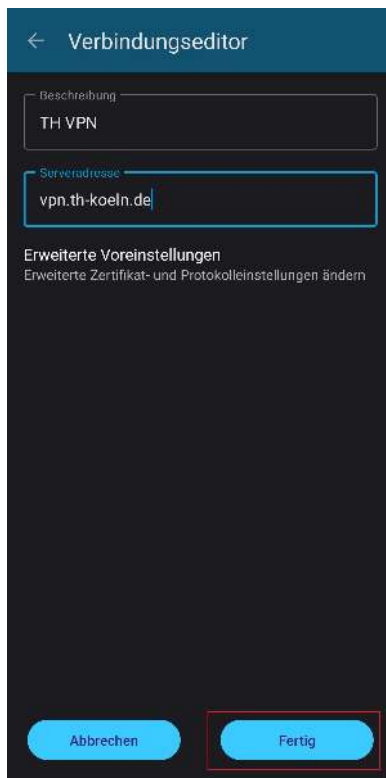 Verbindungseditor
Beschreibung
TH VPN
Serveradresse
vpn.th-koeln.de
Erweiterte Voreinstellungen
Erweiterte Zertifikat- und Protokolleinstellungen ändern
Abbrechen
Fertig